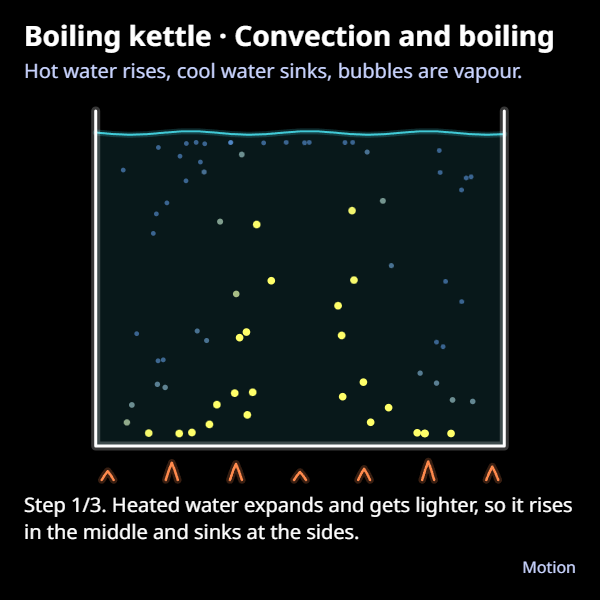 Boiling kettle · Convection and boiling
Hot water rises, cool water sinks, bubbles are vapour.
Step 1/3. Heated water expands and gets lighter, so it rises
in the middle and sinks at the sides.
Motion